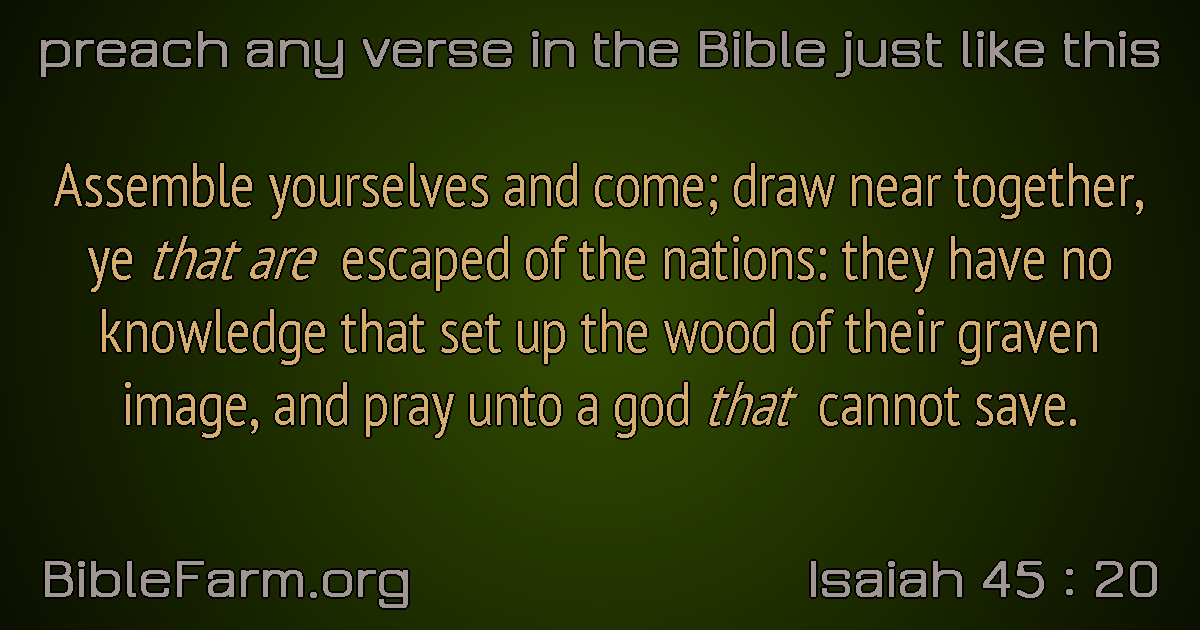 preach any verse in the Bible just like this
Assemble yourselves and come; draw near together,
ye that are escaped of the nations: they have no
knowledge that set up the wood of their graven
image, and pray unto a god that cannot save.
BibleFarm.org
Isaiah 45 : 20